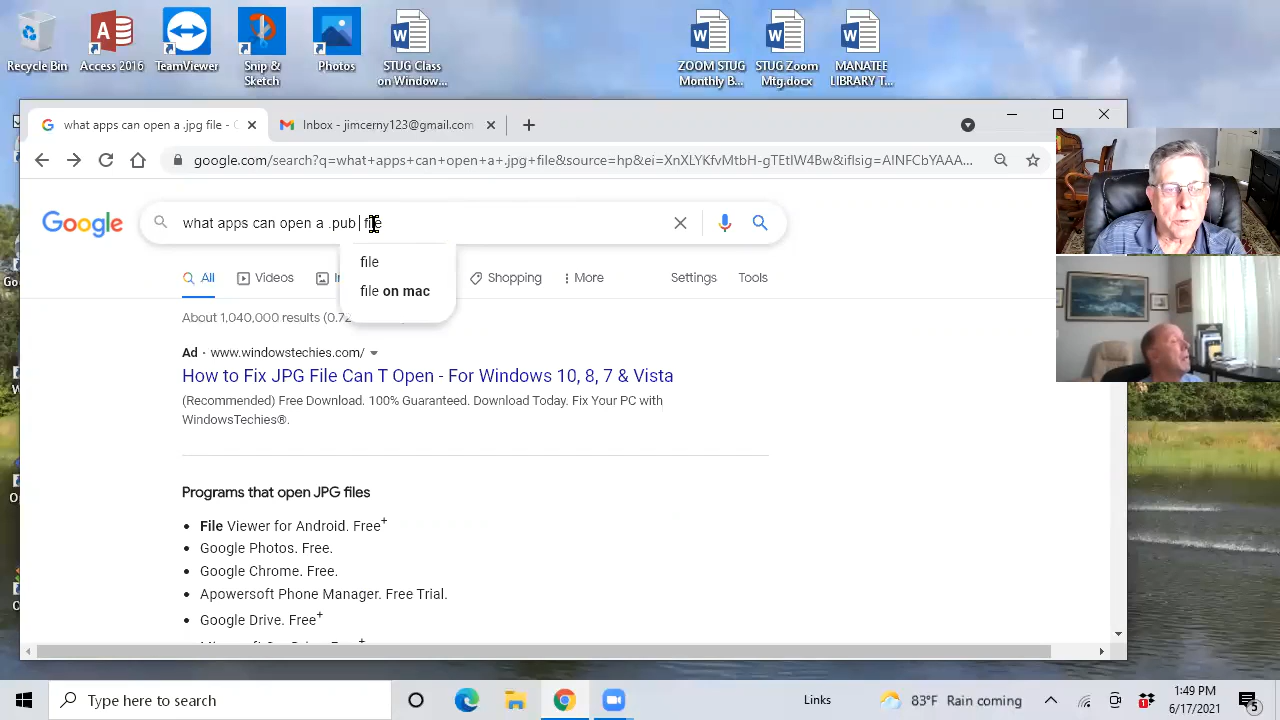 Recycle Bin
Access 2016
TeamViewer
Snip & Sketch
Photos
STUG Class on Window...
ZOOM STUG Monthly B...
STUG Zoom Mtg.docx
MANATEE LIBRARY T...
what apps can open a .jpg file - G
Inbox - jimcerny123@gmail.com
google.com/search?q=what+apps+can+open+a+.jpg+file&source=hp&ei=XnXLYKfvMtbH-gTEtIW4Bw&iflsig=AINFCbYAAA...
Google
what apps can open a .pub file
file
file on mac
All
Videos
Shopping
More
Settings
Tools
About 1,040,000 results (0.72
Ad · www.windowstechies.com/
How to Fix JPG File Can T Open - For Windows 10, 8, 7 & Vista
(Recommended) Free Download. 100% Guaranteed. Download Today. Fix Your PC with
WindowsTechies®.
Programs that open JPG files
File Viewer for Android. Free+
Google Photos. Free.
Google Chrome. Free.
Apowersoft Phone Manager. Free Trial.
Google Drive. Free+
Type here to search
Links
83°F Rain coming
1:49 PM
6/17/2021
5